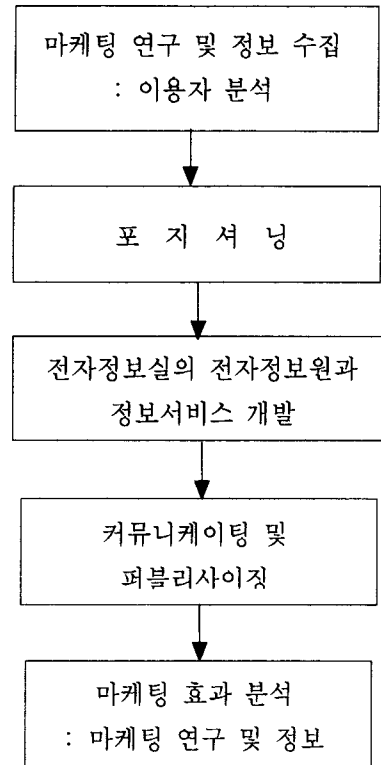 마케팅 연구 및 정보 수집
: 이용자 분석
포 지 셔 닝
전자정보실의 전자정보원과
정보서비스 개발
커뮤니케이팅 및
퍼블리사이징
마케팅 효과 분석
: 마케팅 연구 및 정보